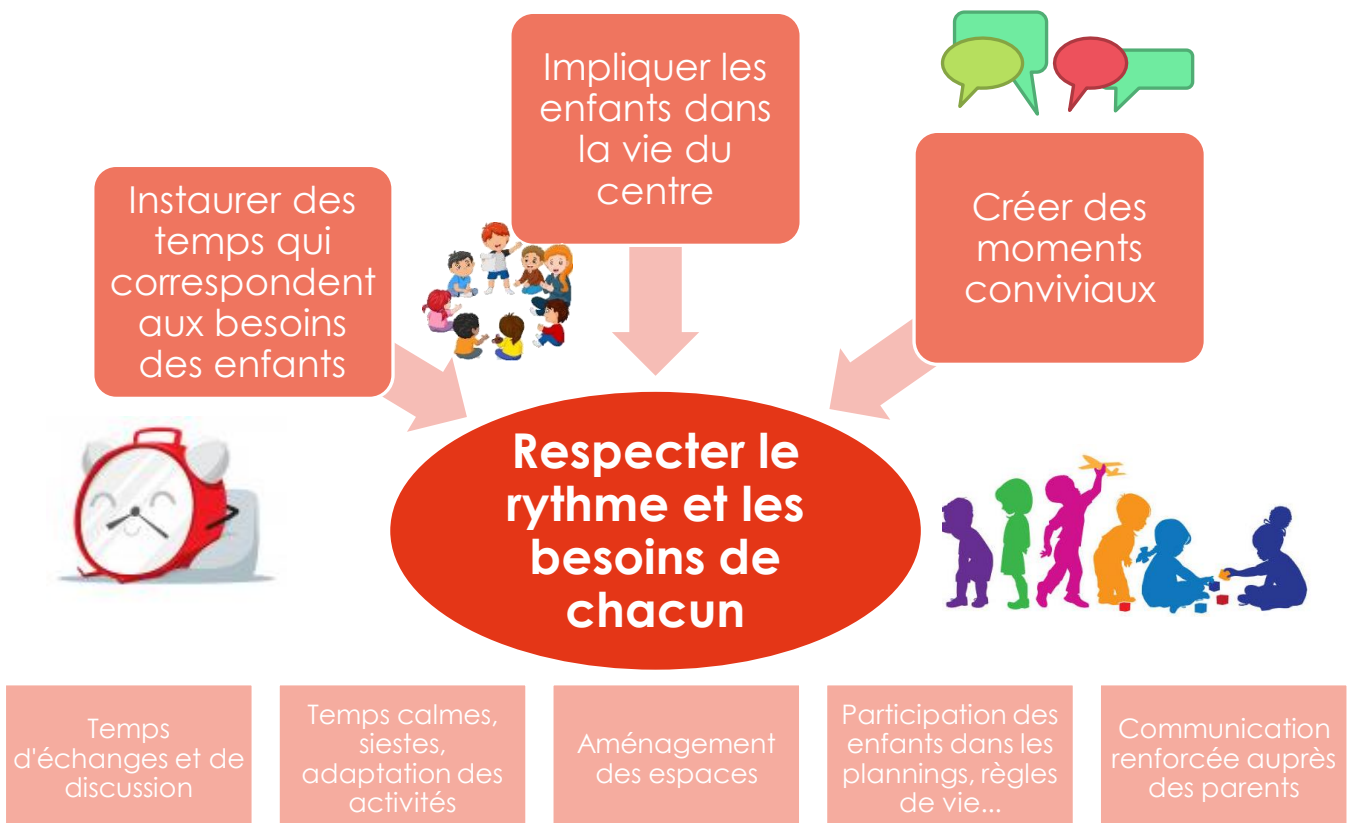 Instaurer des
temps qui
correspondent
aux besoins
des enfants
Impliquer les
enfants dans
la vie du
centre
Créer des
moments
conviviaux
Respecter le
rythme et les
besoins de
chacun
Temps
d'échanges et de
discussion
Temps calmes,
siestes,
adaptation des
activités
Aménagement
des espaces
Participation des
enfants dans les
plannings, règles
de vie...
Communication
renforcée auprès
des parents